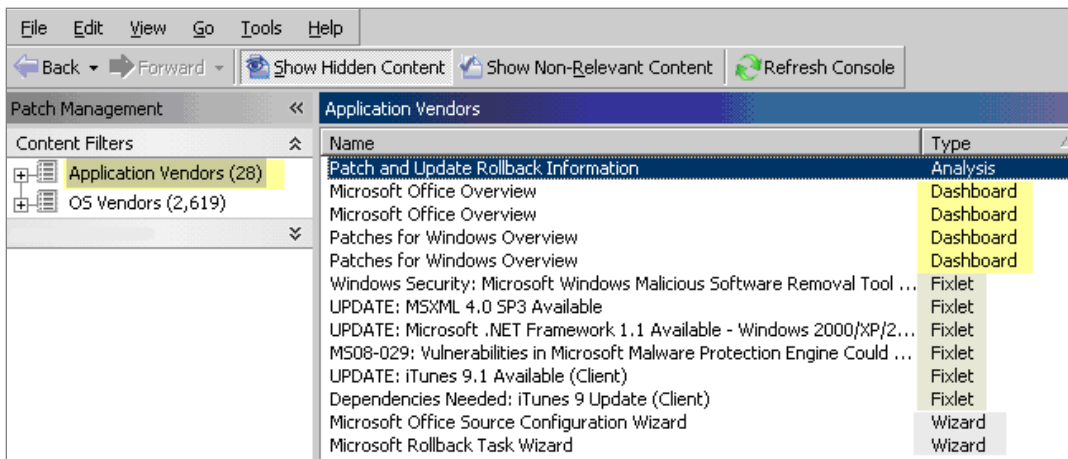 File Edit View Go Tools Help
Back Forward Show Hidden Content Show Non-Relevant Content Refresh Console
Patch Management « Application Vendors
Content Filters Name Type
Application Vendors (28)
OS Vendors (2,619)
Patch and Update Rollback Information Analysis
Microsoft Office Overview Dashboard
Microsoft Office Overview Dashboard
Patches for Windows Overview Dashboard
Patches for Windows Overview Dashboard
Windows Security: Microsoft Windows Malicious Software Removal Tool ... Fixlet
UPDATE: MSXML 4.0 SP3 Available Fixlet
UPDATE: Microsoft .NET Framework 1.1 Available - Windows 2000/XP/2... Fixlet
MS08-029: Vulnerabilities in Microsoft Malware Protection Engine Could ... Fixlet
UPDATE: iTunes 9.1 Available (Client) Fixlet
Dependencies Needed: iTunes 9 Update (Client) Fixlet
Microsoft Office Source Configuration Wizard Wizard
Microsoft Rollback Task Wizard Wizard